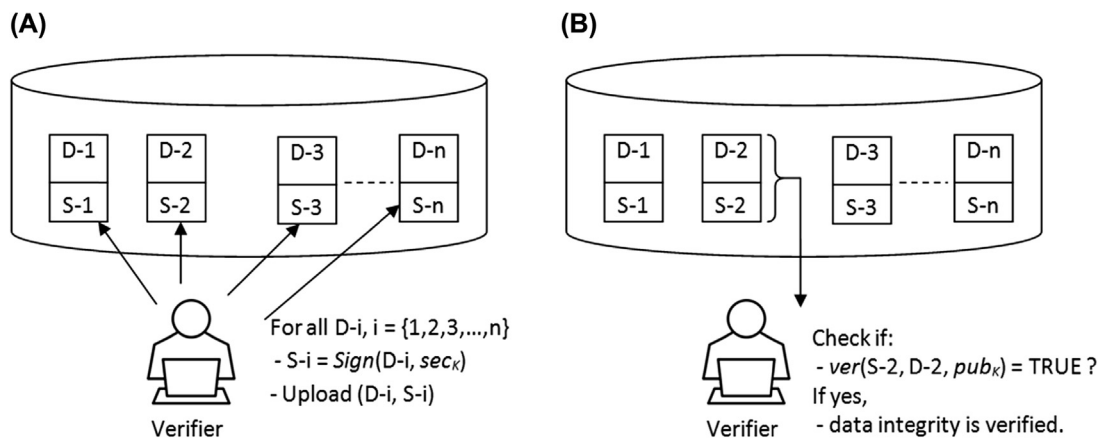 (A)
D-1 D-2 D-3 D-n
S-1 S-2 S-3 S-n
For all D-i, i = {1,2,3,...,n}
- S-i = Sign(D-i, secK)
- Upload (D-i, S-i)
Verifier
(B)
D-1 D-2 D-3 D-n
S-1 S-2 S-3 S-n
Check if:
- ver(S-2, D-2, pubK) = TRUE ?
If yes,
- data integrity is verified.
Verifier